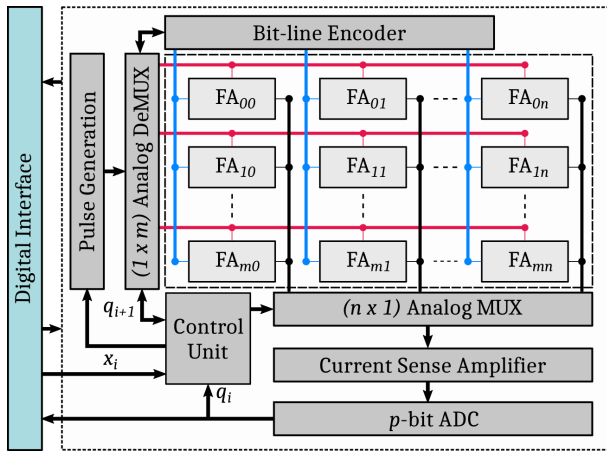 Bit-line Encoder
Digital Interface
Pulse Generation
(1 x m) Analog DeMUX
FA00
FA01
FA0n
FA10
FA11
FA1n
FAm0
FAm1
FAmn
qi+1
Control
Unit
(n x 1) Analog MUX
xi
Current Sense Amplifier
qi
p-bit ADC